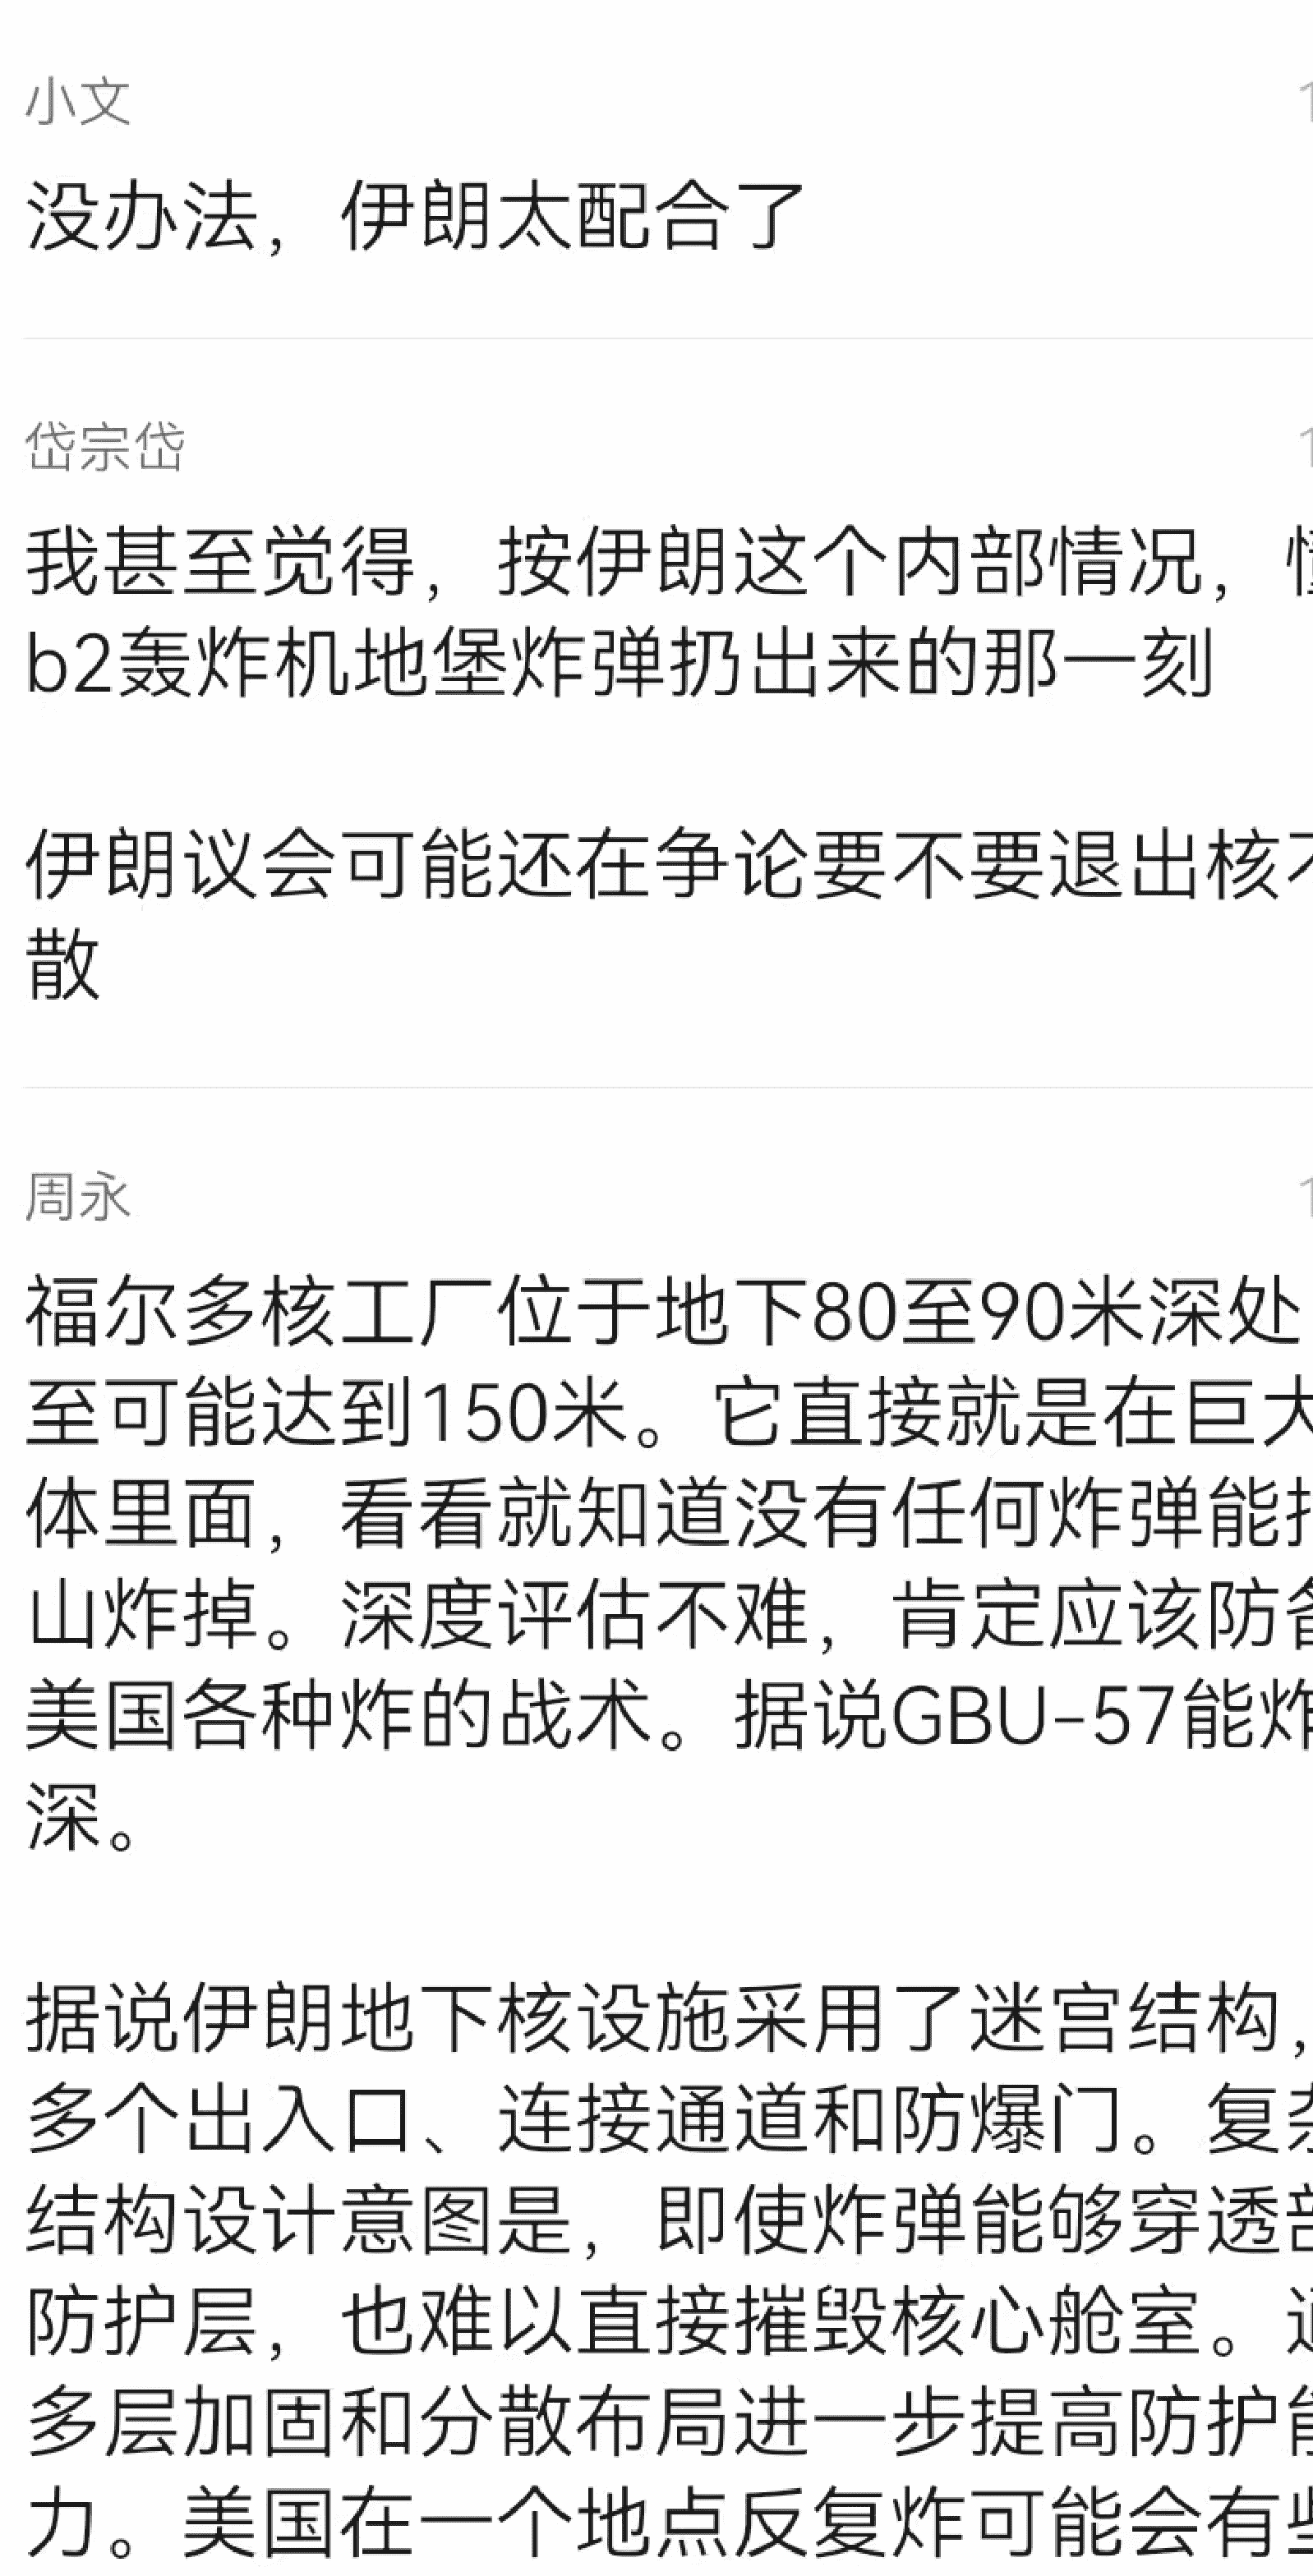 小文
没办法，伊朗太配合了
岱宗岱
我甚至觉得，按伊朗这个内部情况，
b2轰炸机地堡炸弹扔出来的那一刻
伊朗议会可能还在争论要不要退出核不
散
周永
福尔多核工厂位于地下80至90米深处
至可能达到150米。它直接就是在巨大
体里面，看看就知道没有任何炸弹能
山炸掉。深度评估不难，肯定应该防备
美国各种炸的战术。据说GBU-57能炸
深。
据说伊朗地下核设施采用了迷宫结构，
多个出入口、连接通道和防爆门。复杂
结构设计意图是，即使炸弹能够穿透部
防护层，也难以直接摧毁核心舱室。
多层加固和分散布局进一步提高防护能
力。美国在一个地点反复炸可能会有些